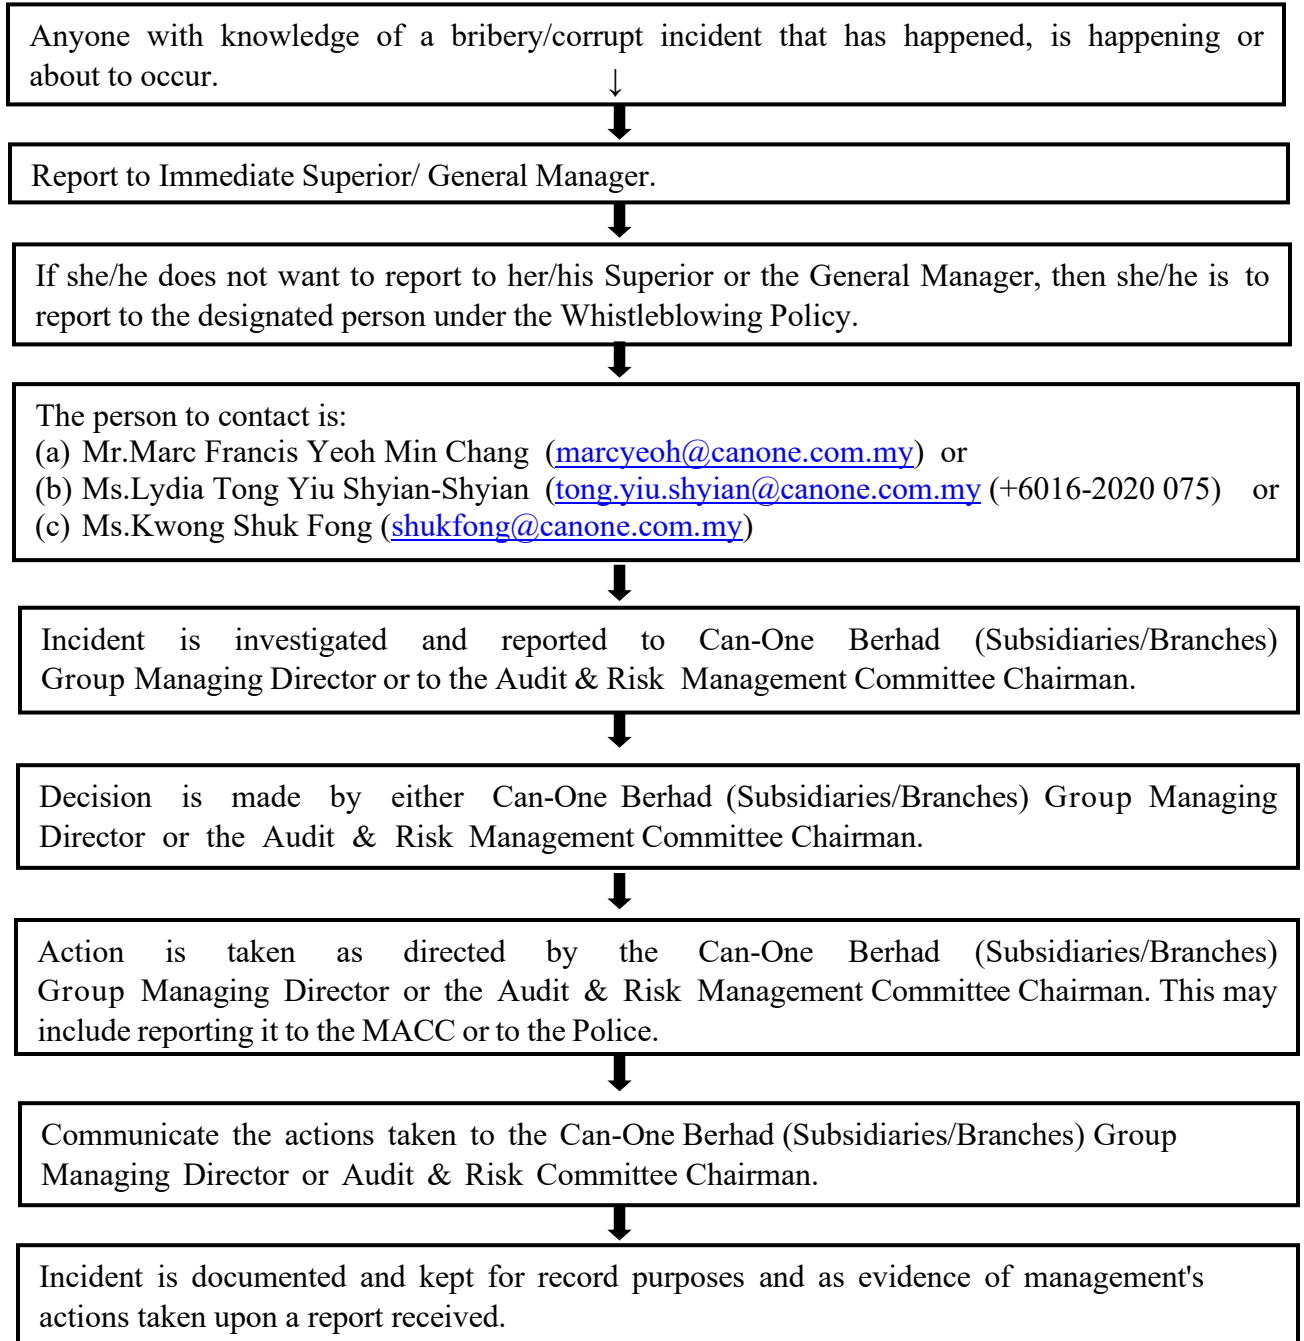 Anyone with knowledge of a bribery/corrupt incident that has happened, is happening or
about to occur.
↓
Report to Immediate Superior/ General Manager.
If she/he does not want to report to her/his Superior or the General Manager, then she/he is to
report to the designated person under the Whistleblowing Policy.
The person to contact is:
(a) Mr.Marc Francis Yeoh Min Chang (marcyeoh@canone.com.my) or
(b) Ms.Lydia Tong Yiu Shyian-Shyian (tong.yiu.shyian@canone.com.my (+6016-2020 075) or
(c) Ms.Kwong Shuk Fong (shukfong@canone.com.my)
Incident is investigated and reported to Can-One Berhad (Subsidiaries/Branches)
Group Managing Director or to the Audit & Risk Management Committee Chairman.
Decision is made by either Can-One Berhad (Subsidiaries/Branches) Group Managing
Director or the Audit & Risk Management Committee Chairman.
Action is taken as directed by the Can-One Berhad (Subsidiaries/Branches)
Group Managing Director or the Audit & Risk Management Committee Chairman. This may
include reporting it to the MACC or to the Police.
Communicate the actions taken to the Can-One Berhad (Subsidiaries/Branches) Group
Managing Director or Audit & Risk Committee Chairman.
Incident is documented and kept for record purposes and as evidence of management's
actions taken upon a report received.